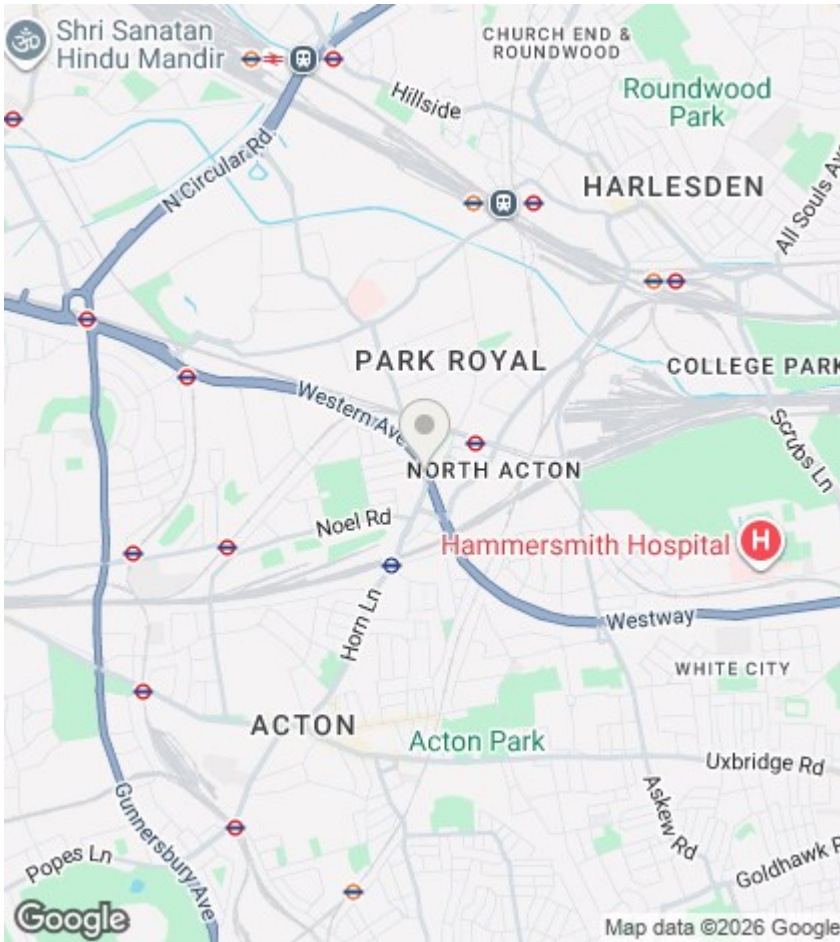 Shri Sanatan
Hindu Mandir
CHURCH END &
ROUNDWOOD
Hillside
Roundwood
Park
N Circular Rd
HARLESDEN
All Souls Av
PARK ROYAL
COLLEGE PARK
Western Ave
Scrubs Ln
NORTH ACTON
Noel Rd
Hammersmith Hospital
H
Horn Ln
Westway
WHITE CITY
ACTON
Acton Park
Uxbridge Rd
Gunnersbury Ave
Askew Rd
Popes Ln
Goldhawk R
Google
Map data ©2026 Google